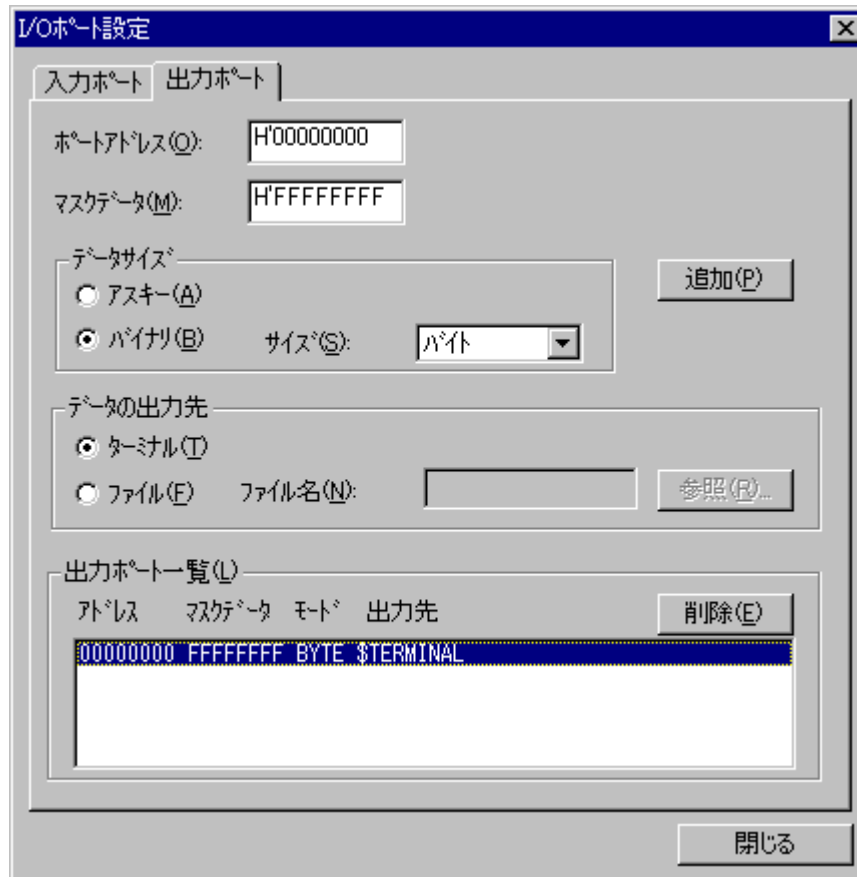 I/Oﾎﾟｰﾄ設定
入力ﾎﾟｰﾄ 出力ﾎﾟｰﾄ
ﾎﾟｰﾄｱﾄﾞﾚｽ(O): H'00000000
ﾏｽｸﾃﾞｰﾀ(M): H'FFFFFFFF
ﾃﾞｰﾀｻｲｽﾞ
ｱｽｷｰ(A) 追加(P)
ﾊﾞｲﾅﾘ(B) ｻｲｽﾞ(S): ﾊﾞｲﾄ
ﾃﾞｰﾀの出力先
ﾀｰﾐﾅﾙ(T)
ﾌｧｲﾙ(F) ﾌｧｲﾙ名(N): 参照(R)...
出力ﾎﾟｰﾄ一覧(L)
ｱﾄﾞﾚｽ ﾏｽｸﾃﾞｰﾀ ﾓｰﾄﾞ 出力先 削除(E)
00000000 FFFFFFFF BYTE $TERMINAL
閉じる